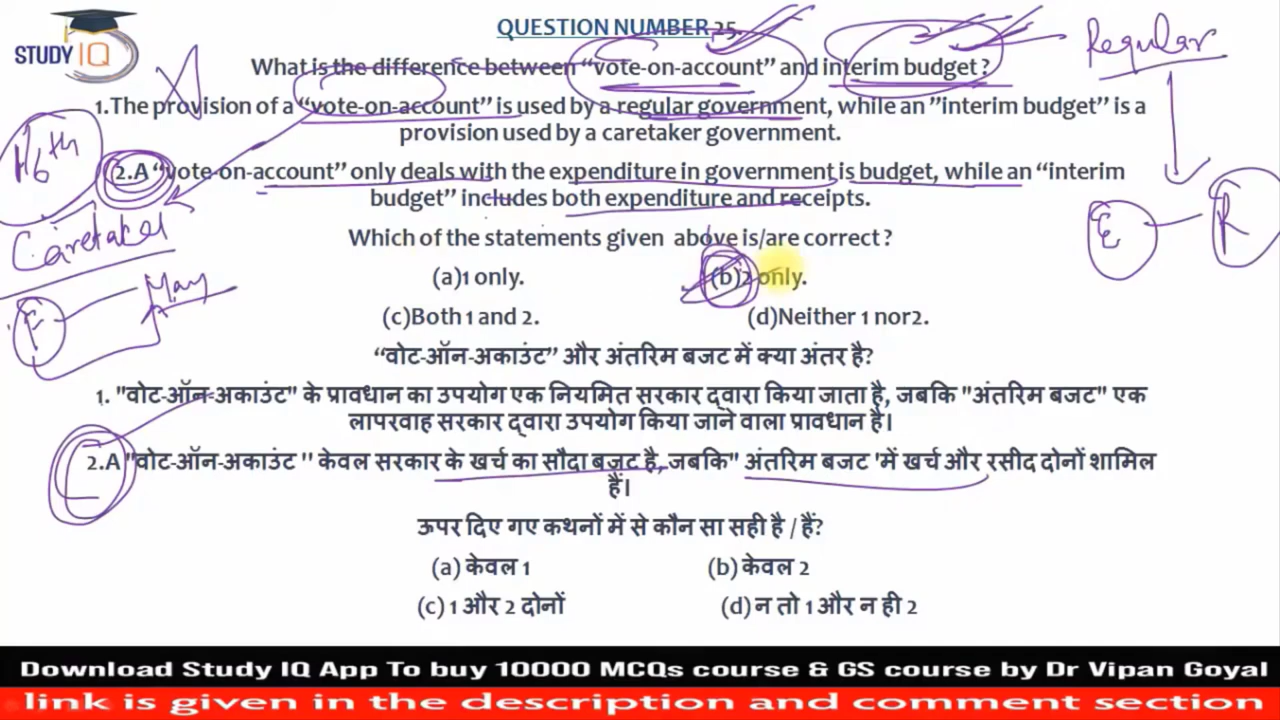 STUDY IQ
QUESTION NUMBER 25.
What is the difference between "vote-on-account" and interim budget ?
1.The provision of a "vote-on-account" is used by a regular government, while an "interim budget" is a
provision used by a caretaker government.
2.A "vote-on-account" only deals with the expenditure in government is budget, while an "interim
budget" includes both expenditure and receipts.
Which of the statements given above is/are correct ?
(a)1 only.
(b)2 only.
(c)Both 1 and 2.
(d)Neither 1 nor2.
"वोट-ऑन-अकाउंट" और अंतरिम बजट में क्या अंतर है?
1. "वोट-ऑन-अकाउंट" के प्रावधान का उपयोग एक नियमित सरकार द्वारा किया जाता है, जबकि "अंतरिम बजट" एक
लापरवाह सरकार द्वारा उपयोग किया जाने वाला प्रावधान है।
2.A "वोट-ऑन-अकाउंट " केवल सरकार के खर्च का सौदा बजट है, जबकि" अंतरिम बजट 'में खर्च और रसीद दोनों शामिल
हैं।
ऊपर दिए गए कथनों में से कौन सा सही है / हैं?
(a) केवल 1
(b) केवल 2
(c) 1 और 2 दोनों
(d) न तो 1 और न ही 2
Regular
E
R
16th
Caretaker
F
May
Download Study IQ App To buy 10000 MCQs course & GS course by Dr Vipan Goyal
link is given in the description and comment section